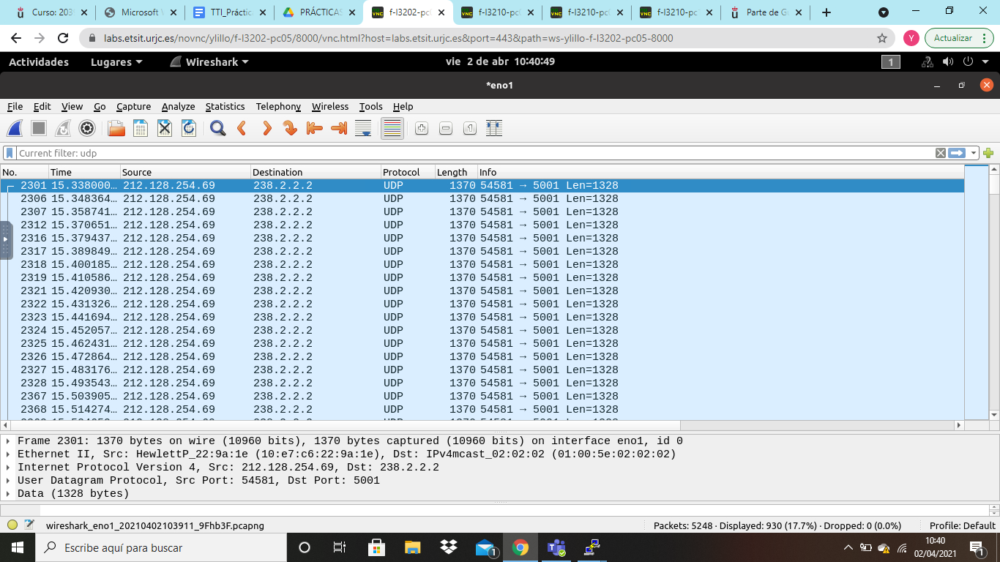 Curso: 203
Microsoft W
TTI_Práctic
PRÁCTICAS
f-l3202-pc
f-l3210-pc
f-l3210-pc
f-l3210-pc
Parte de G
labs.etsit.urjc.es/novnc/ylillo/f-l3202-pc05/8000/vnc.html?host=labs.etsit.urjc.es&port=443&path=ws-ylillo-f-l3202-pc05-8000
Y
Actualizar
Actividades Lugares Wireshark vie 2 de abr 10:40:49 1
*eno1
File Edit View Go Capture Analyze Statistics Telephony Wireless Tools Help
Current filter: udp
No. Time Source Destination Protocol Length Info
2301 15.338000… 212.128.254.69 238.2.2.2 UDP 1370 54581 → 5001 Len=1328
2306 15.348364… 212.128.254.69 238.2.2.2 UDP 1370 54581 → 5001 Len=1328
2307 15.358741… 212.128.254.69 238.2.2.2 UDP 1370 54581 → 5001 Len=1328
2312 15.370651… 212.128.254.69 238.2.2.2 UDP 1370 54581 → 5001 Len=1328
2316 15.379437… 212.128.254.69 238.2.2.2 UDP 1370 54581 → 5001 Len=1328
2317 15.389849… 212.128.254.69 238.2.2.2 UDP 1370 54581 → 5001 Len=1328
2318 15.400185… 212.128.254.69 238.2.2.2 UDP 1370 54581 → 5001 Len=1328
2319 15.410586… 212.128.254.69 238.2.2.2 UDP 1370 54581 → 5001 Len=1328
2321 15.420930… 212.128.254.69 238.2.2.2 UDP 1370 54581 → 5001 Len=1328
2322 15.431326… 212.128.254.69 238.2.2.2 UDP 1370 54581 → 5001 Len=1328
2323 15.441694… 212.128.254.69 238.2.2.2 UDP 1370 54581 → 5001 Len=1328
2324 15.452057… 212.128.254.69 238.2.2.2 UDP 1370 54581 → 5001 Len=1328
2325 15.462431… 212.128.254.69 238.2.2.2 UDP 1370 54581 → 5001 Len=1328
2326 15.472864… 212.128.254.69 238.2.2.2 UDP 1370 54581 → 5001 Len=1328
2327 15.483176… 212.128.254.69 238.2.2.2 UDP 1370 54581 → 5001 Len=1328
2328 15.493543… 212.128.254.69 238.2.2.2 UDP 1370 54581 → 5001 Len=1328
2367 15.503905… 212.128.254.69 238.2.2.2 UDP 1370 54581 → 5001 Len=1328
2368 15.514274… 212.128.254.69 238.2.2.2 UDP 1370 54581 → 5001 Len=1328
Frame 2301: 1370 bytes on wire (10960 bits), 1370 bytes captured (10960 bits) on interface eno1, id 0
Ethernet II, Src: HewlettP_22:9a:1e (10:e7:c6:22:9a:1e), Dst: IPv4mcast_02:02:02 (01:00:5e:02:02:02)
Internet Protocol Version 4, Src: 212.128.254.69, Dst: 238.2.2.2
User Datagram Protocol, Src Port: 54581, Dst Port: 5001
Data (1328 bytes)
wireshark_eno1_20210402103911_9Fhb3F.pcapng Packets: 5248 · Displayed: 930 (17.7%) · Dropped: 0 (0.0%) Profile: Default
Escribe aquí para buscar
1
10:40
02/04/2021
1